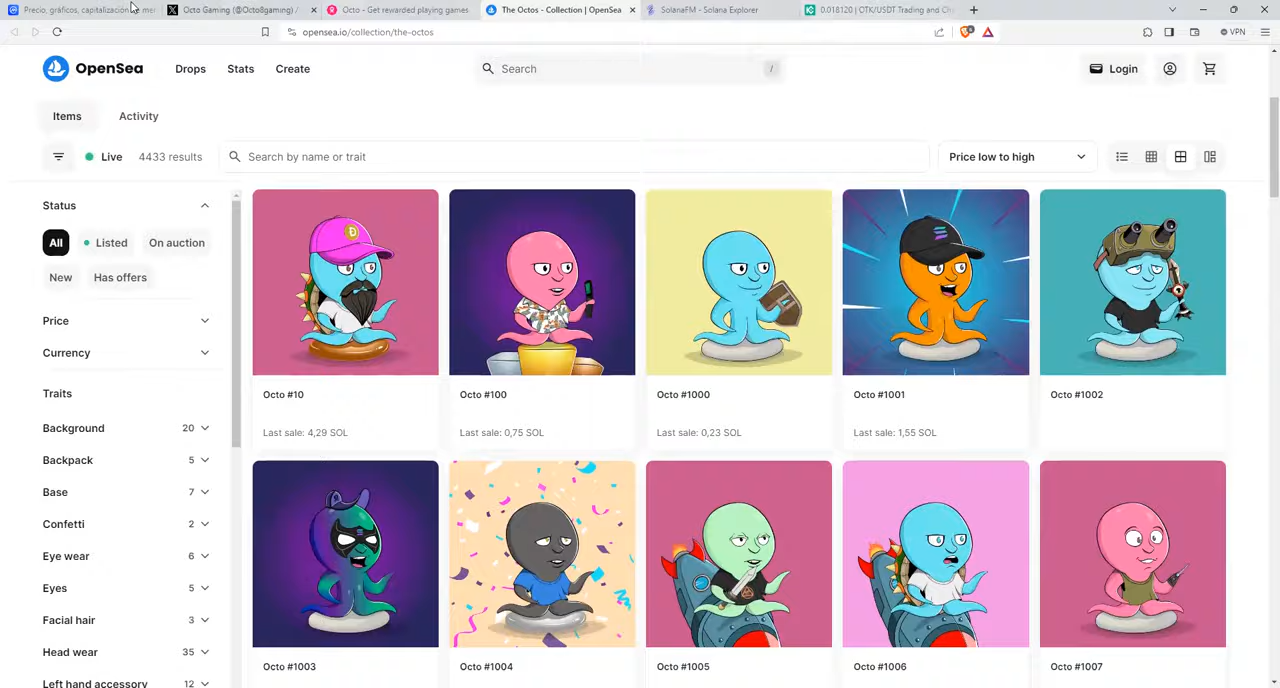 Precio, gráficos, capitalización de mer
Octo Gaming (@Octo8gaming) /
Octo - Get rewarded playing games
The Octos - Collection | OpenSea
SolanaFM - Solana Explorer
0.018120 | OTK/USDT Trading and Ch
opensea.io/collection/the-octos
VPN
OpenSea
Drops
Stats
Create
Search
/
Login
Items
Activity
Live
4433 results
Search by name or trait
Price low to high
Status
All
Listed
On auction
New
Has offers
Price
Currency
Traits
Background 20
Backpack 5
Base 7
Confetti 2
Eye wear 6
Eyes 5
Facial hair 3
Head wear 35
Left hand accessory 12
Octo #10
Last sale: 4,29 SOL
Octo #100
Last sale: 0,75 SOL
Octo #1000
Last sale: 0,23 SOL
Octo #1001
Last sale: 1,55 SOL
Octo #1002
Octo #1003
Octo #1004
Octo #1005
Octo #1006
Octo #1007